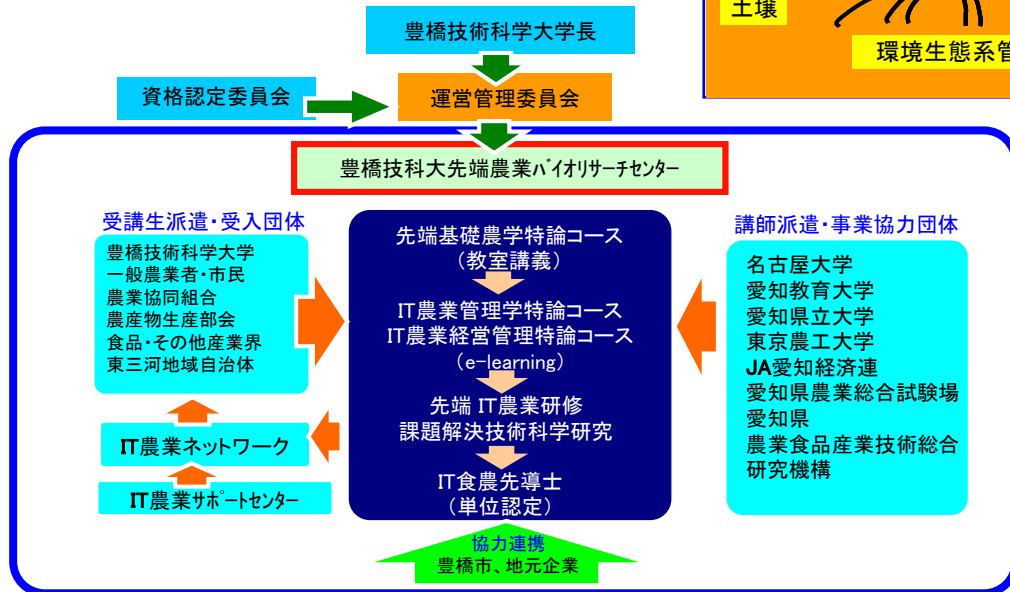 土壌
環境生態系管
豊橋技術科学大学長
資格認定委員会
運営管理委員会
豊橋技科大先端農業バイオリサーチセンター
受講生派遣・受入団体
豊橋技術科学大学
一般農業者・市民
農業協同組合
農産物生産部会
食品・その他産業界
東三河地域自治体
IT農業ネットワーク
IT農業サポートセンター
先端基礎農学特論コース
(教室講義)
IT農業管理学特論コース
IT農業経営管理特論コース
(e-learning)
先端 IT農業研修
課題解決技術科学研究
IT食農先導士
(単位認定)
協力連携
豊橋市、地元企業
講師派遣・事業協力団体
名古屋大学
愛知教育大学
愛知県立大学
東京農工大学
JA愛知経済連
愛知県農業総合試験場
愛知県
農業食品産業技術総合
研究機構